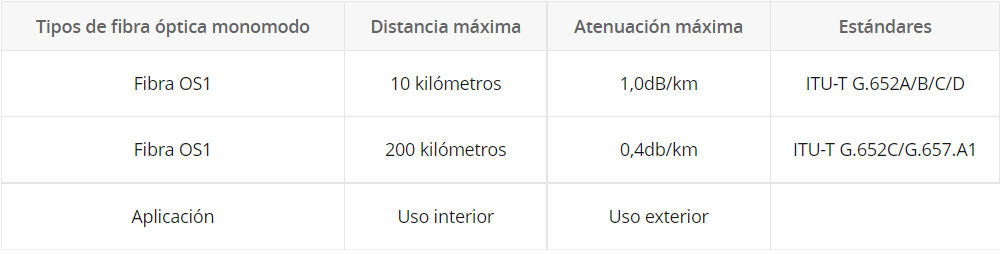 Tipos de fibra óptica monomodo Distancia máxima Atenuación máxima Estándares
Fibra OS1 10 kilómetros 1,0dB/km ITU-T G.652A/B/C/D
Fibra OS1 200 kilómetros 0,4db/km ITU-T G.652C/G.657.A1
Aplicación Uso interior Uso exterior